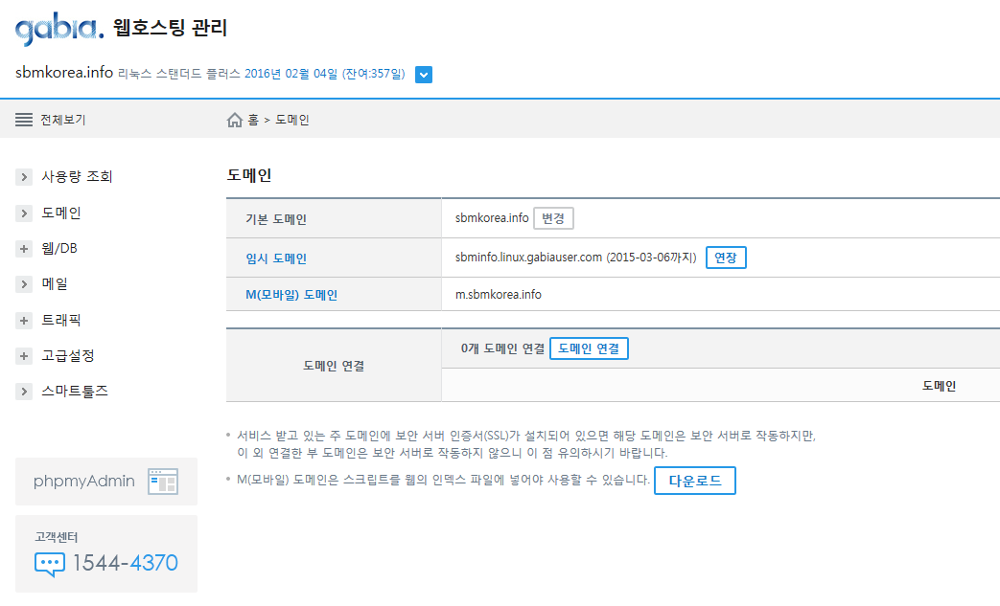 gabia. 웹호스팅 관리
sbmkorea.info 리눅스 스탠더드 플러스 2016년 02월 04일 (잔여:357일)
전체보기
홈 > 도메인
사용량 조회
도메인
웹/DB
메일
트래픽
고급설정
스마트툴즈
phpmyAdmin
고객센터
1544-4370
도메인
기본 도메인 sbmkorea.info 변경
임시 도메인 sbminfo.linux.gabiauser.com (2015-03-06까지) 연장
M(모바일) 도메인 m.sbmkorea.info
도메인 연결 0개 도메인 연결 도메인 연결
도메인
• 서비스 받고 있는 주 도메인에 보안 서버 인증서(SSL)가 설치되어 있으면 해당 도메인은 보안 서버로 작동하지만,
이 외 연결한 부 도메인은 보안 서버로 작동하지 않으니 이 점 유의하시기 바랍니다.
• M(모바일) 도메인은 스크립트를 웹의 인덱스 파일에 넣어야 사용할 수 있습니다. 다운로드